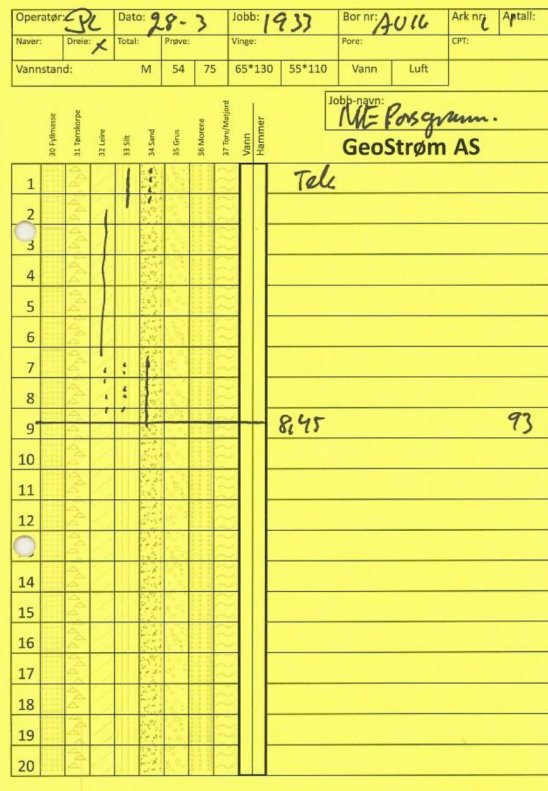 Operatør: Dato: 28-3 Jobb: 1933 Bor nr: AU16 Ark nr: 1 Antall:
Naver: Dreie: X Total: Prøve: Vinge: Pore: CPT:
Vannstand: M 54 75 65*130 55*110 Vann Luft
Jobb-navn:
Porsgrunn.
GeoStrøm AS
30 Fyllmasse
31 Tørrskorpe
32 Leire
33 Silt
34 Sand
35 Grus
36 Morene
37 Torv/Matjord
Vann
Hammer
1 Tele
2
3
4
5
6
7
8
9 8,45 93
10
11
12
14
15
16
17
18
19
20